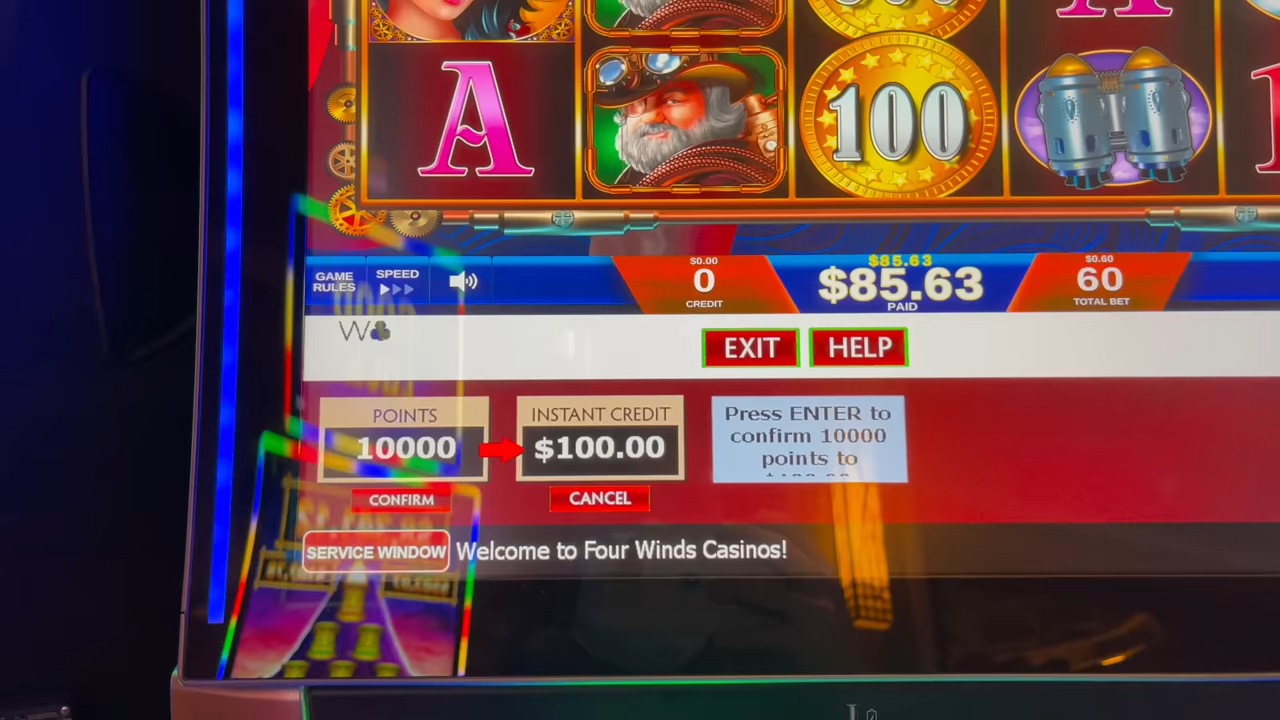 A
100
GAME
RULES
SPEED
$0.00
0
CREDIT
$85.63
$85.63
PAID
$0.60
60
TOTAL BET
W
EXIT
HELP
POINTS
10000
INSTANT CREDIT
$100.00
Press ENTER to
confirm 10000
points to
CONFIRM
CANCEL
SERVICE WINDOW
Welcome to Four Winds Casinos!